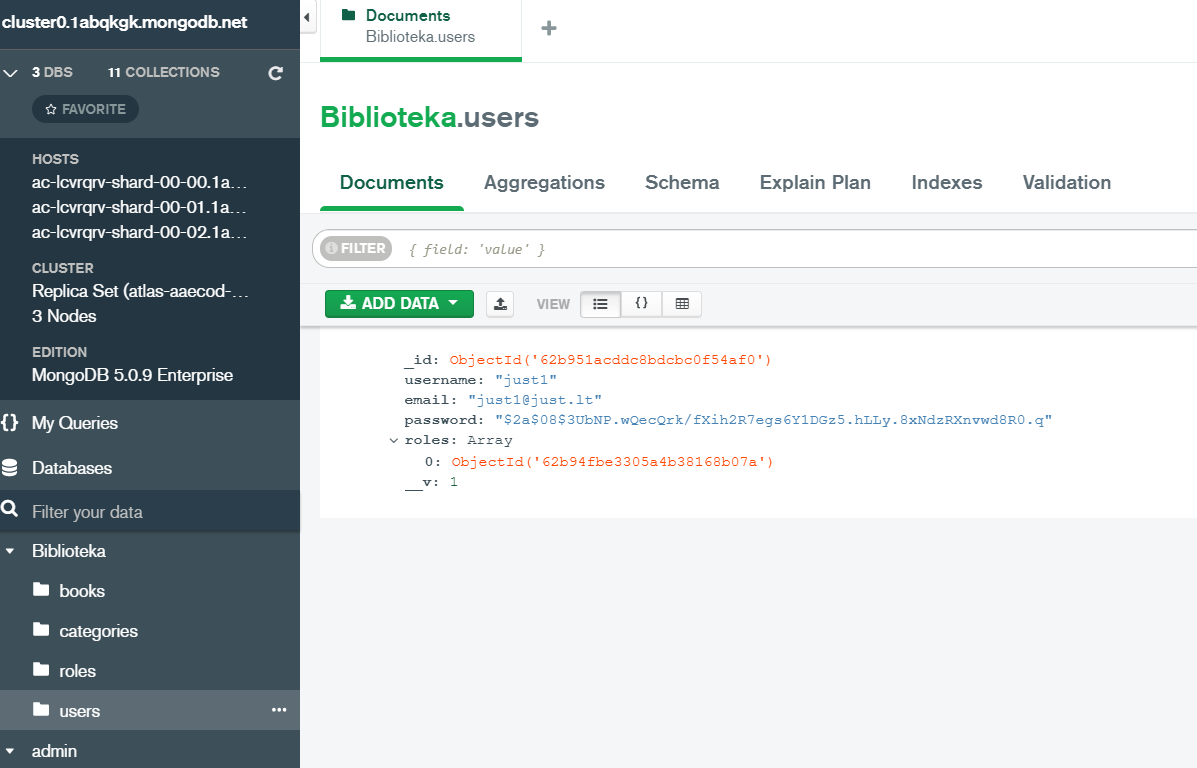 cluster0.1abqkgk.mongodb.net
3 DBS 11 COLLECTIONS
FAVORITE
HOSTS
ac-lcvrqrv-shard-00-00.1a…
ac-lcvrqrv-shard-00-01.1a…
ac-lcvrqrv-shard-00-02.1a…
CLUSTER
Replica Set (atlas-aaecod-…
3 Nodes
EDITION
MongoDB 5.0.9 Enterprise
{} My Queries
Databases
Filter your data
Biblioteka
books
categories
roles
users
admin
Documents
Biblioteka.users
Biblioteka.users
Documents Aggregations Schema Explain Plan Indexes Validation
FILTER { field: 'value' }
ADD DATA VIEW {}
_id: ObjectId('62b951acddc8bdcbc0f54af0')
username: "just1"
email: "just1@just.lt"
password: "$2a$08$3UbNP.wQecQrk/fXih2R7egs6Y1DGz5.hLLy.8xNdzRXnvwd8R0.q"
roles: Array
0: ObjectId('62b94fbe3305a4b38168b07a')
__v: 1